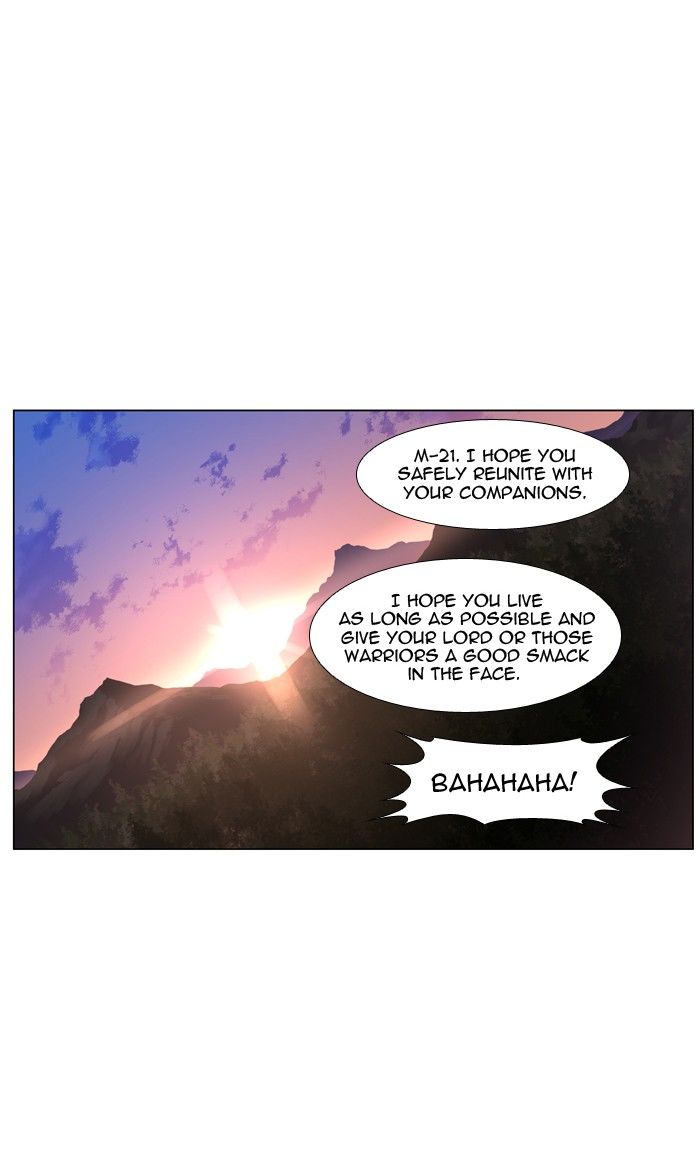 M-21. I HOPE YOU
SAFELY REUNITE WITH
YOUR COMPANIONS.
I HOPE YOU LIVE
AS LONG AS POSSIBLE AND
GIVE YOUR LORD OR THOSE
WARRIORS A GOOD SMACK
IN THE FACE.
BAHAHAHA!